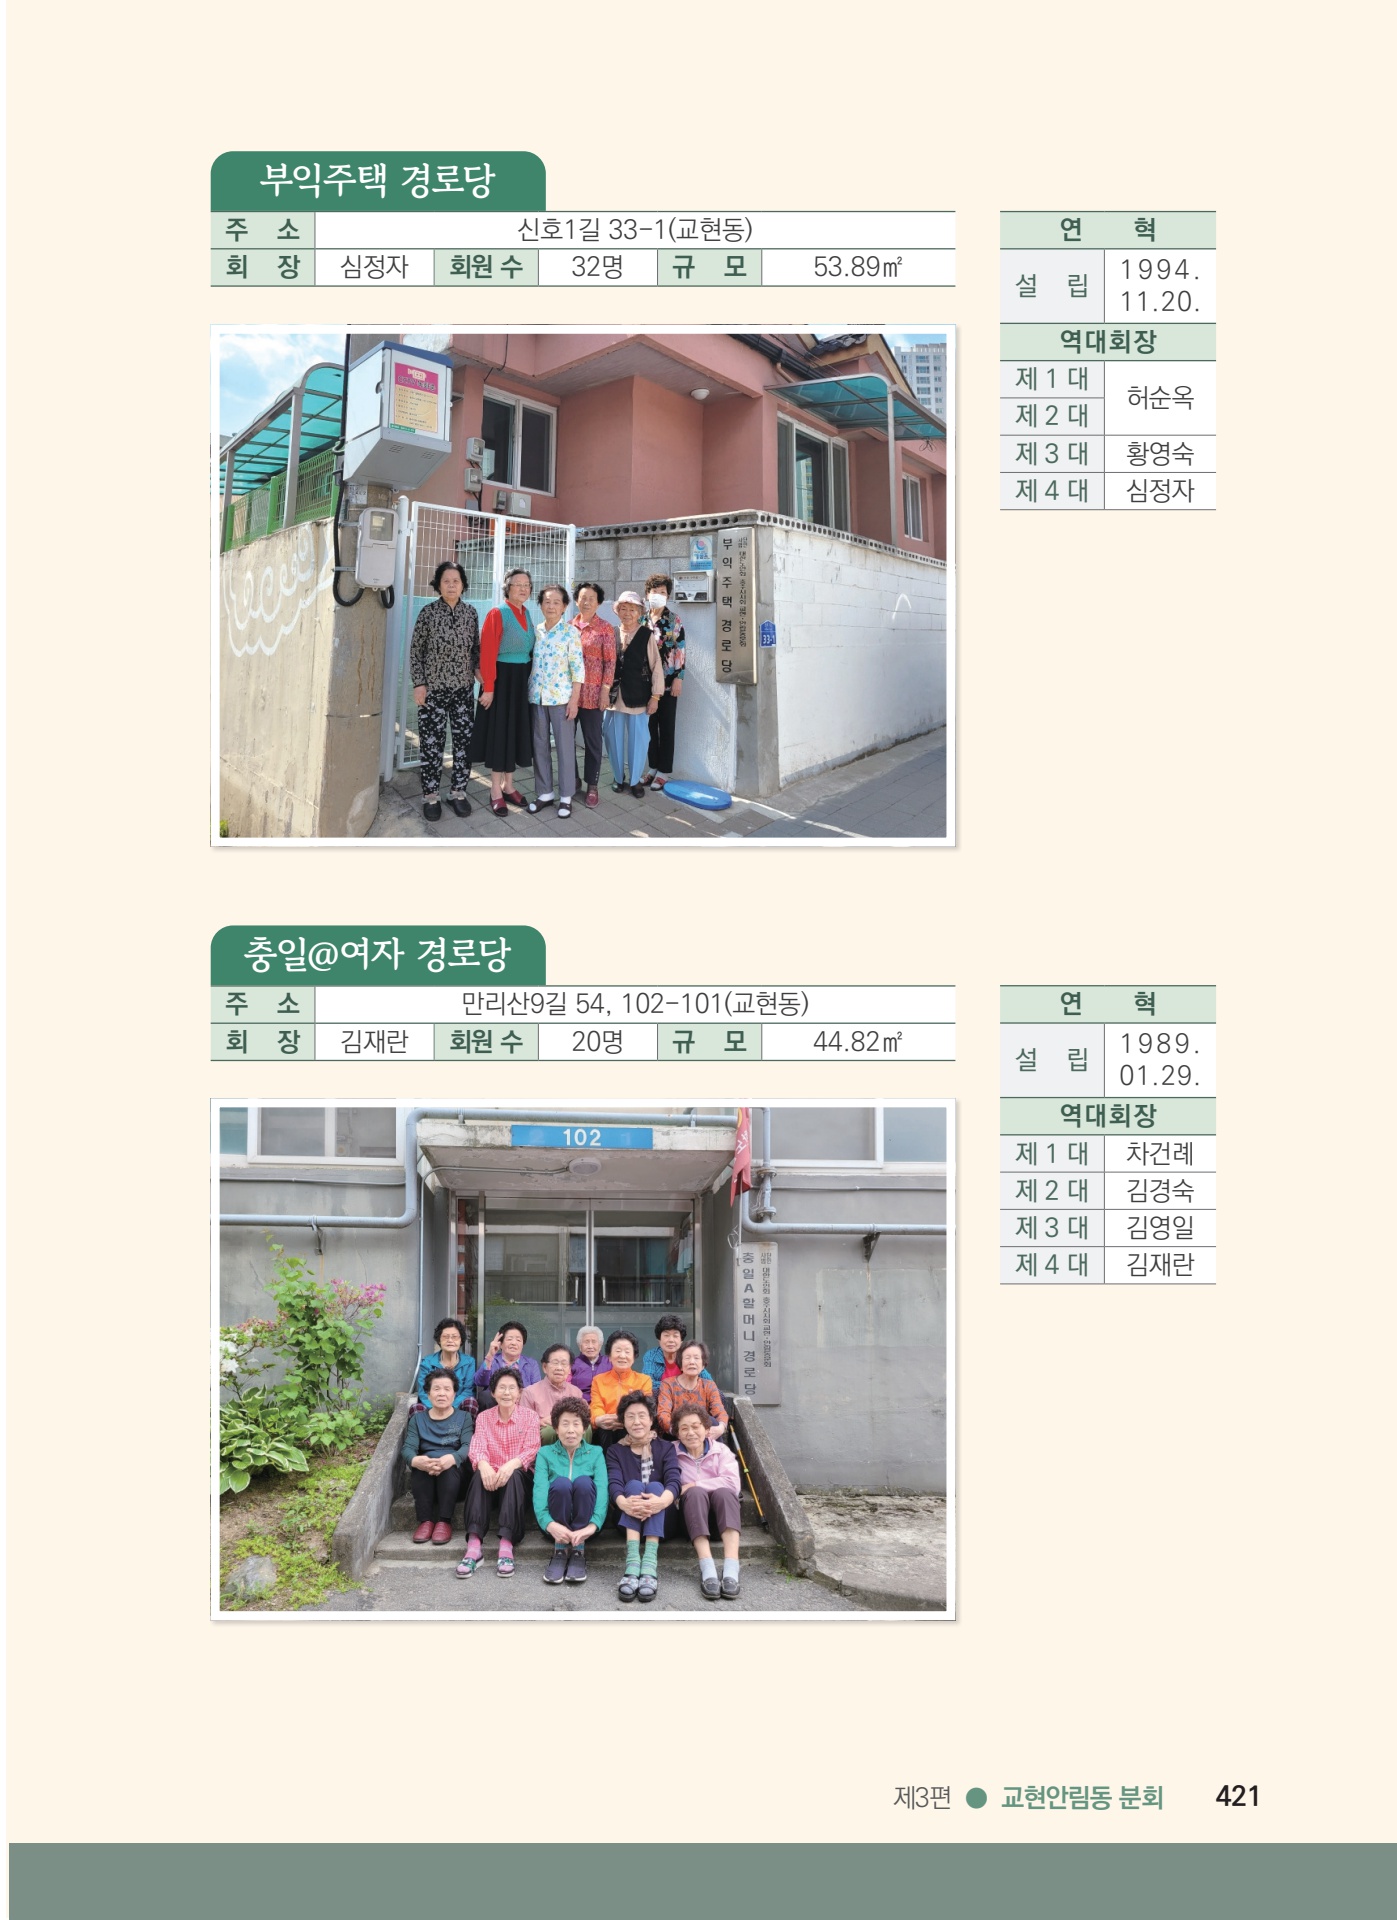 부익주택 경로당
주 소 신호1길 33-1(교현동)
회 장 심정자 회원 수 32명 규 모 53.89㎡
연 혁
설 립 1994. 11.20.
역대회장
제 1 대 허순옥
제 2 대
제 3 대 황영숙
제 4 대 심정자
부익주택경로당
33-1
충일@여자 경로당
주 소 만리산9길 54, 102-101(교현동)
회 장 김재란 회원 수 20명 규 모 44.82㎡
연 혁
설 립 1989. 01.29.
역대회장
제 1 대 차건례
제 2 대 김경숙
제 3 대 김영일
제 4 대 김재란
102
충일A할머니 경로당
제3편 ● 교현안림동 분회 421